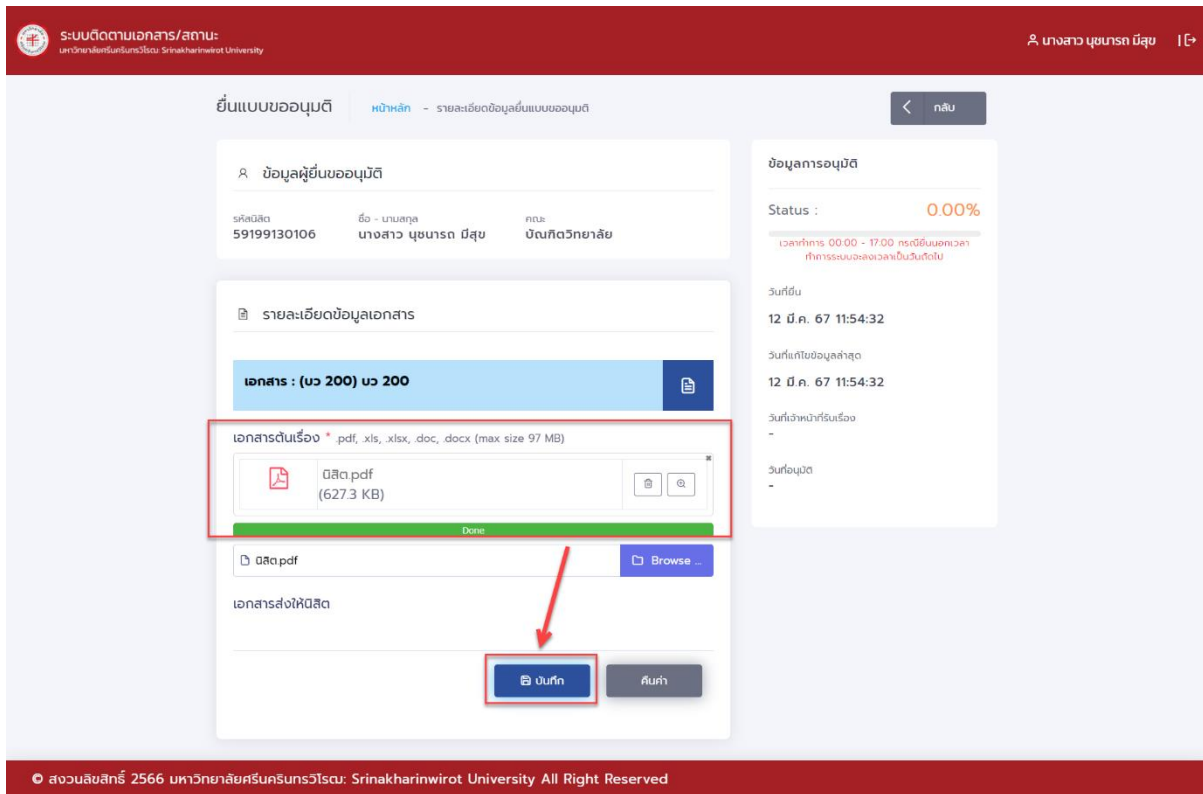 ระบบติดตามเอกสาร/สถานะ
มหาวิทยาลัยศรีนครินทรวิโรฒ: Srinakharinwirot University
นางสาว นุชนารถ มีสุข
ยื่นแบบขออนุมติ
หน้าหลัก - รายละเอียดข้อมูลยื่นแบบขออนุมติ
กลับ
ข้อมูลผู้ยื่นขออนุมัติ
รหัสนิสิต ชื่อ - นามสกุล คณะ
59199130106 นางสาว นุชนารถ มีสุข บัณฑิตวิทยาลัย
รายละเอียดข้อมูลเอกสาร
เอกสาร : (บว 200) บว 200
เอกสารต้นเรื่อง * .pdf, .xls, .xlsx, .doc, .docx (max size 97 MB)
นิสิต.pdf
(627.3 KB)
Done
นิสิต.pdf
Browse ...
เอกสารส่งให้นิสิต
บันทึก
คืนค่า
ข้อมูลการอนุมัติ
Status : 0.00%
เวลาทำการ 00:00 - 17:00 กรณียื่นนอกเวลา
ทำการระบบจะลงเวลาเป็นวันถัดไป
วันที่ยื่น
12 มี.ค. 67 11:54:32
วันที่แก้ไขข้อมูลล่าสุด
12 มี.ค. 67 11:54:32
วันที่เจ้าหน้าที่รับเรื่อง
-
วันที่อนุมัติ
-
© สงวนลิขสิทธิ์ 2566 มหาวิทยาลัยศรีนครินทรวิโรฒ: Srinakharinwirot University All Right Reserved